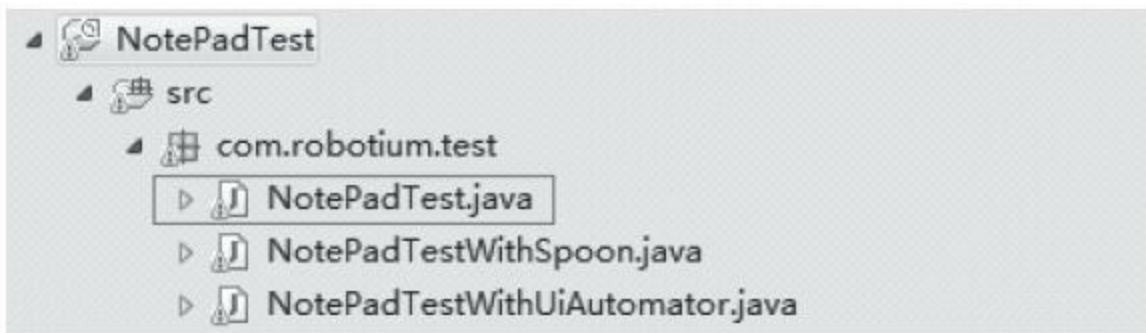 NotePadTest
src
com.robotium.test
NotePadTest.java
NotePadTestWithSpoon.java
NotePadTestWithUiAutomator.java